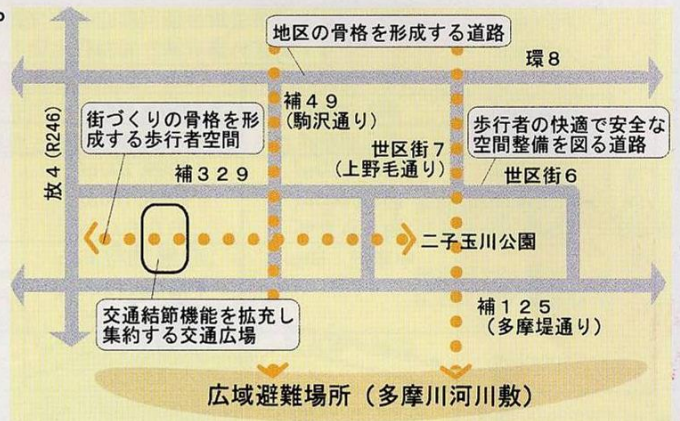 地区の骨格を形成する道路
環8
放4(R246)
街づくりの骨格を形
成する歩行者空間
補49
(駒沢通り)
世区街7
(上野毛通り)
歩行者の快適で安全な
空間整備を図る道路
補329
世区街6
二子玉川公園
交通結節機能を拡充し
集約する交通広場
補125
(多摩堤通り)
広域避難場所(多摩川河川敷)